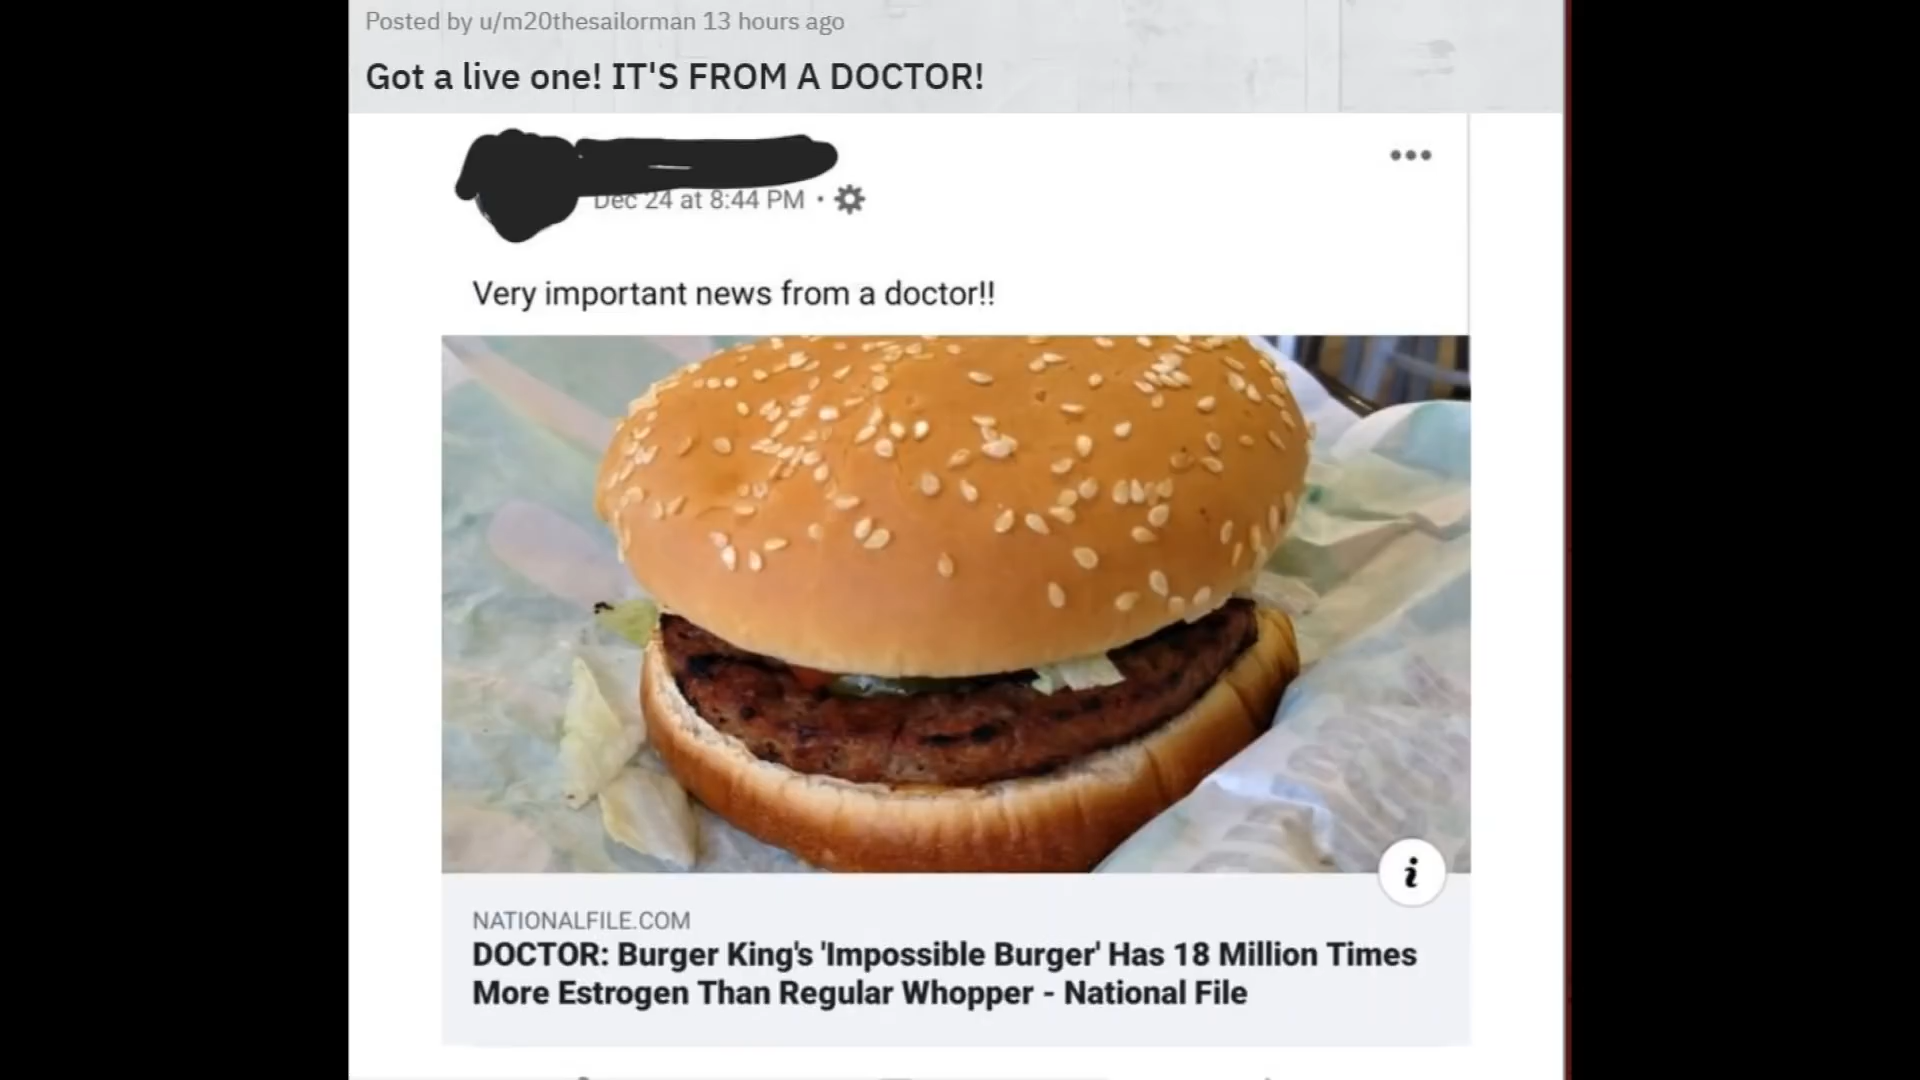 Posted by u/m20thesailorman 13 hours ago
Got a live one! IT'S FROM A DOCTOR!
Dec 24 at 8:44 PM ·
Very important news from a doctor!!
i
NATIONALFILE.COM
DOCTOR: Burger King's 'Impossible Burger' Has 18 Million Times
More Estrogen Than Regular Whopper - National File